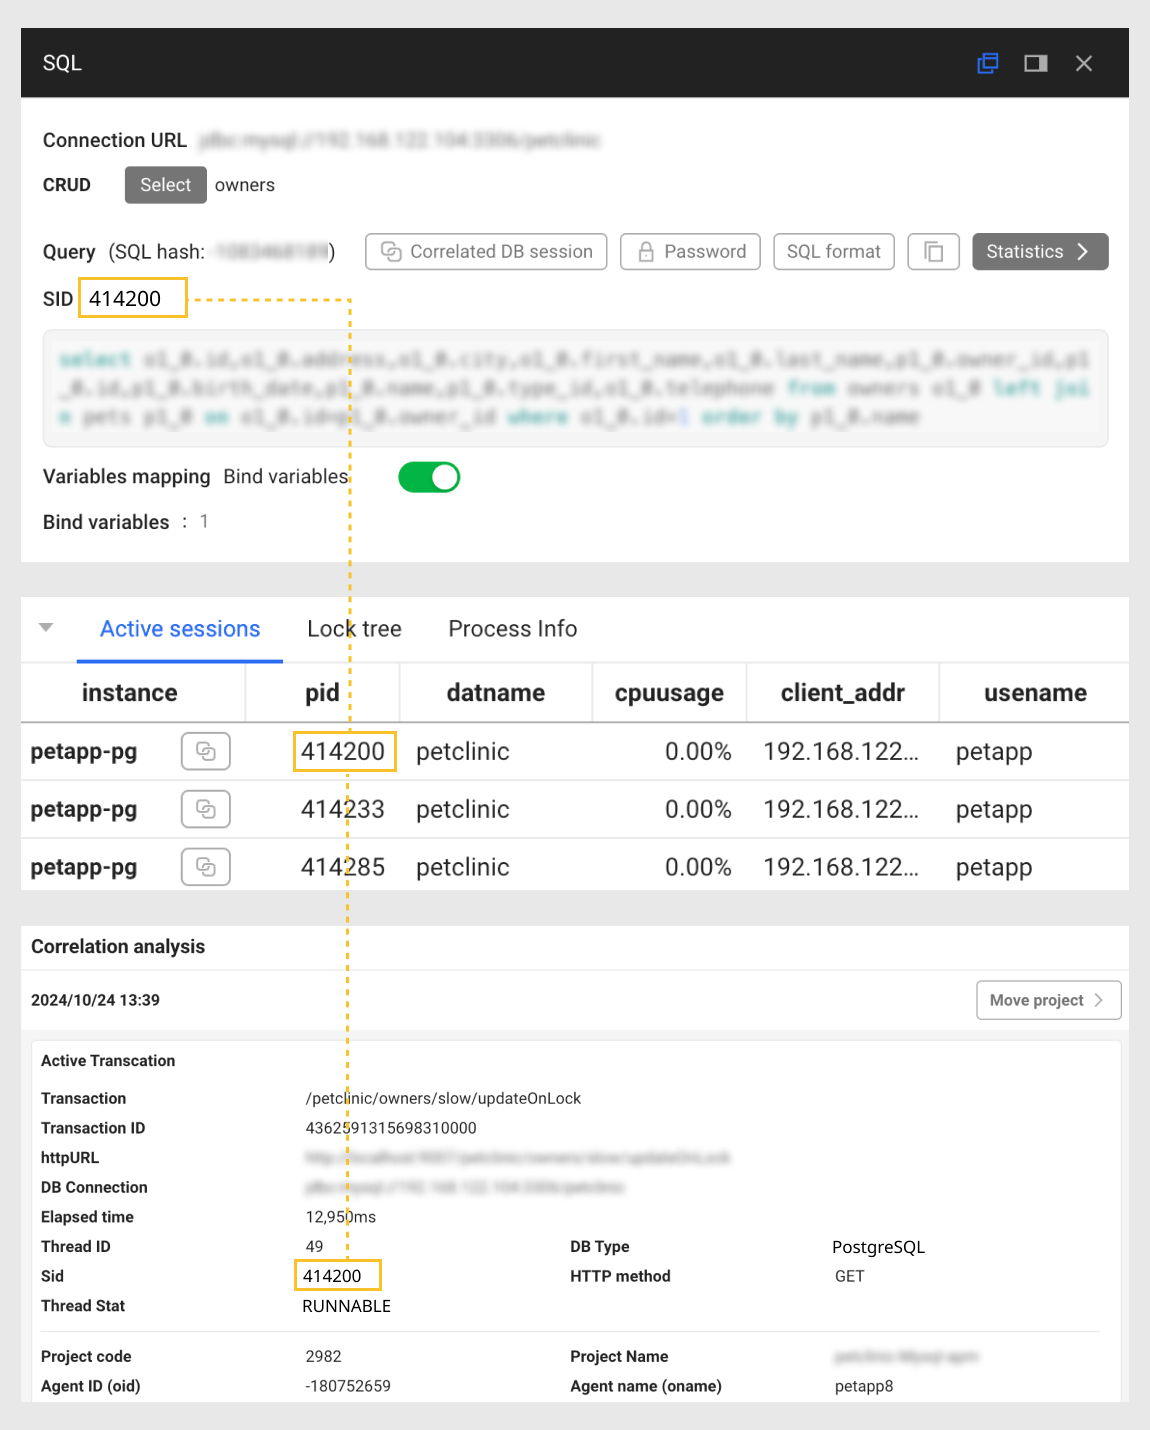 SQL
Connection URL
CRUD Select owners
Query (SQL hash: ) Correlated DB session Password SQL format Statistics
SID 414200
Variables mapping Bind variables
Bind variables : 1
Active sessions Lock tree Process Info
instance pid datname cpuusage client_addr usename
petapp-pg 414200 petclinic 0.00% 192.168.122... petapp
petapp-pg 414233 petclinic 0.00% 192.168.122... petapp
petapp-pg 414285 petclinic 0.00% 192.168.122... petapp
Correlation analysis
2024/10/24 13:39 Move project
Active Transcation
Transaction /petclinic/owners/slow/updateOnLock
Transaction ID 4362591315698310000
httpURL
DB Connection
Elapsed time 12,950ms
Thread ID 49 DB Type PostgreSQL
Sid 414200 HTTP method GET
Thread Stat RUNNABLE
Project code 2982 Project Name
Agent ID (oid) -180752659 Agent name (oname) petapp8